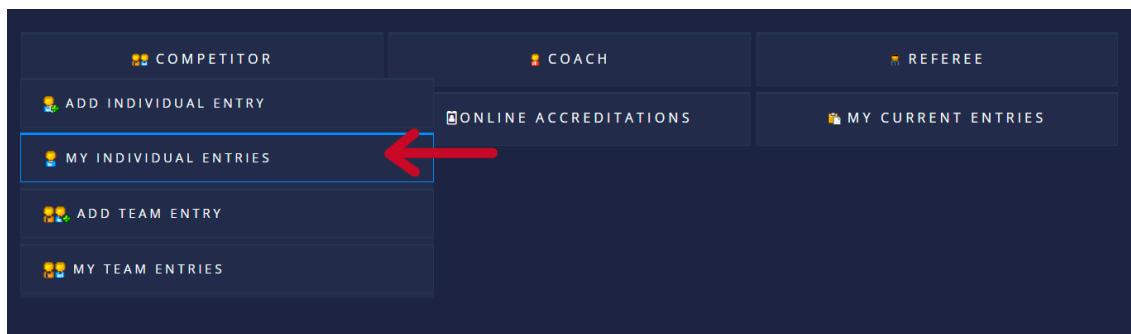 COMPETITOR
COACH
REFEREE
ADD INDIVIDUAL ENTRY
ONLINE ACCREDITATIONS
MY CURRENT ENTRIES
MY INDIVIDUAL ENTRIES
ADD TEAM ENTRY
MY TEAM ENTRIES